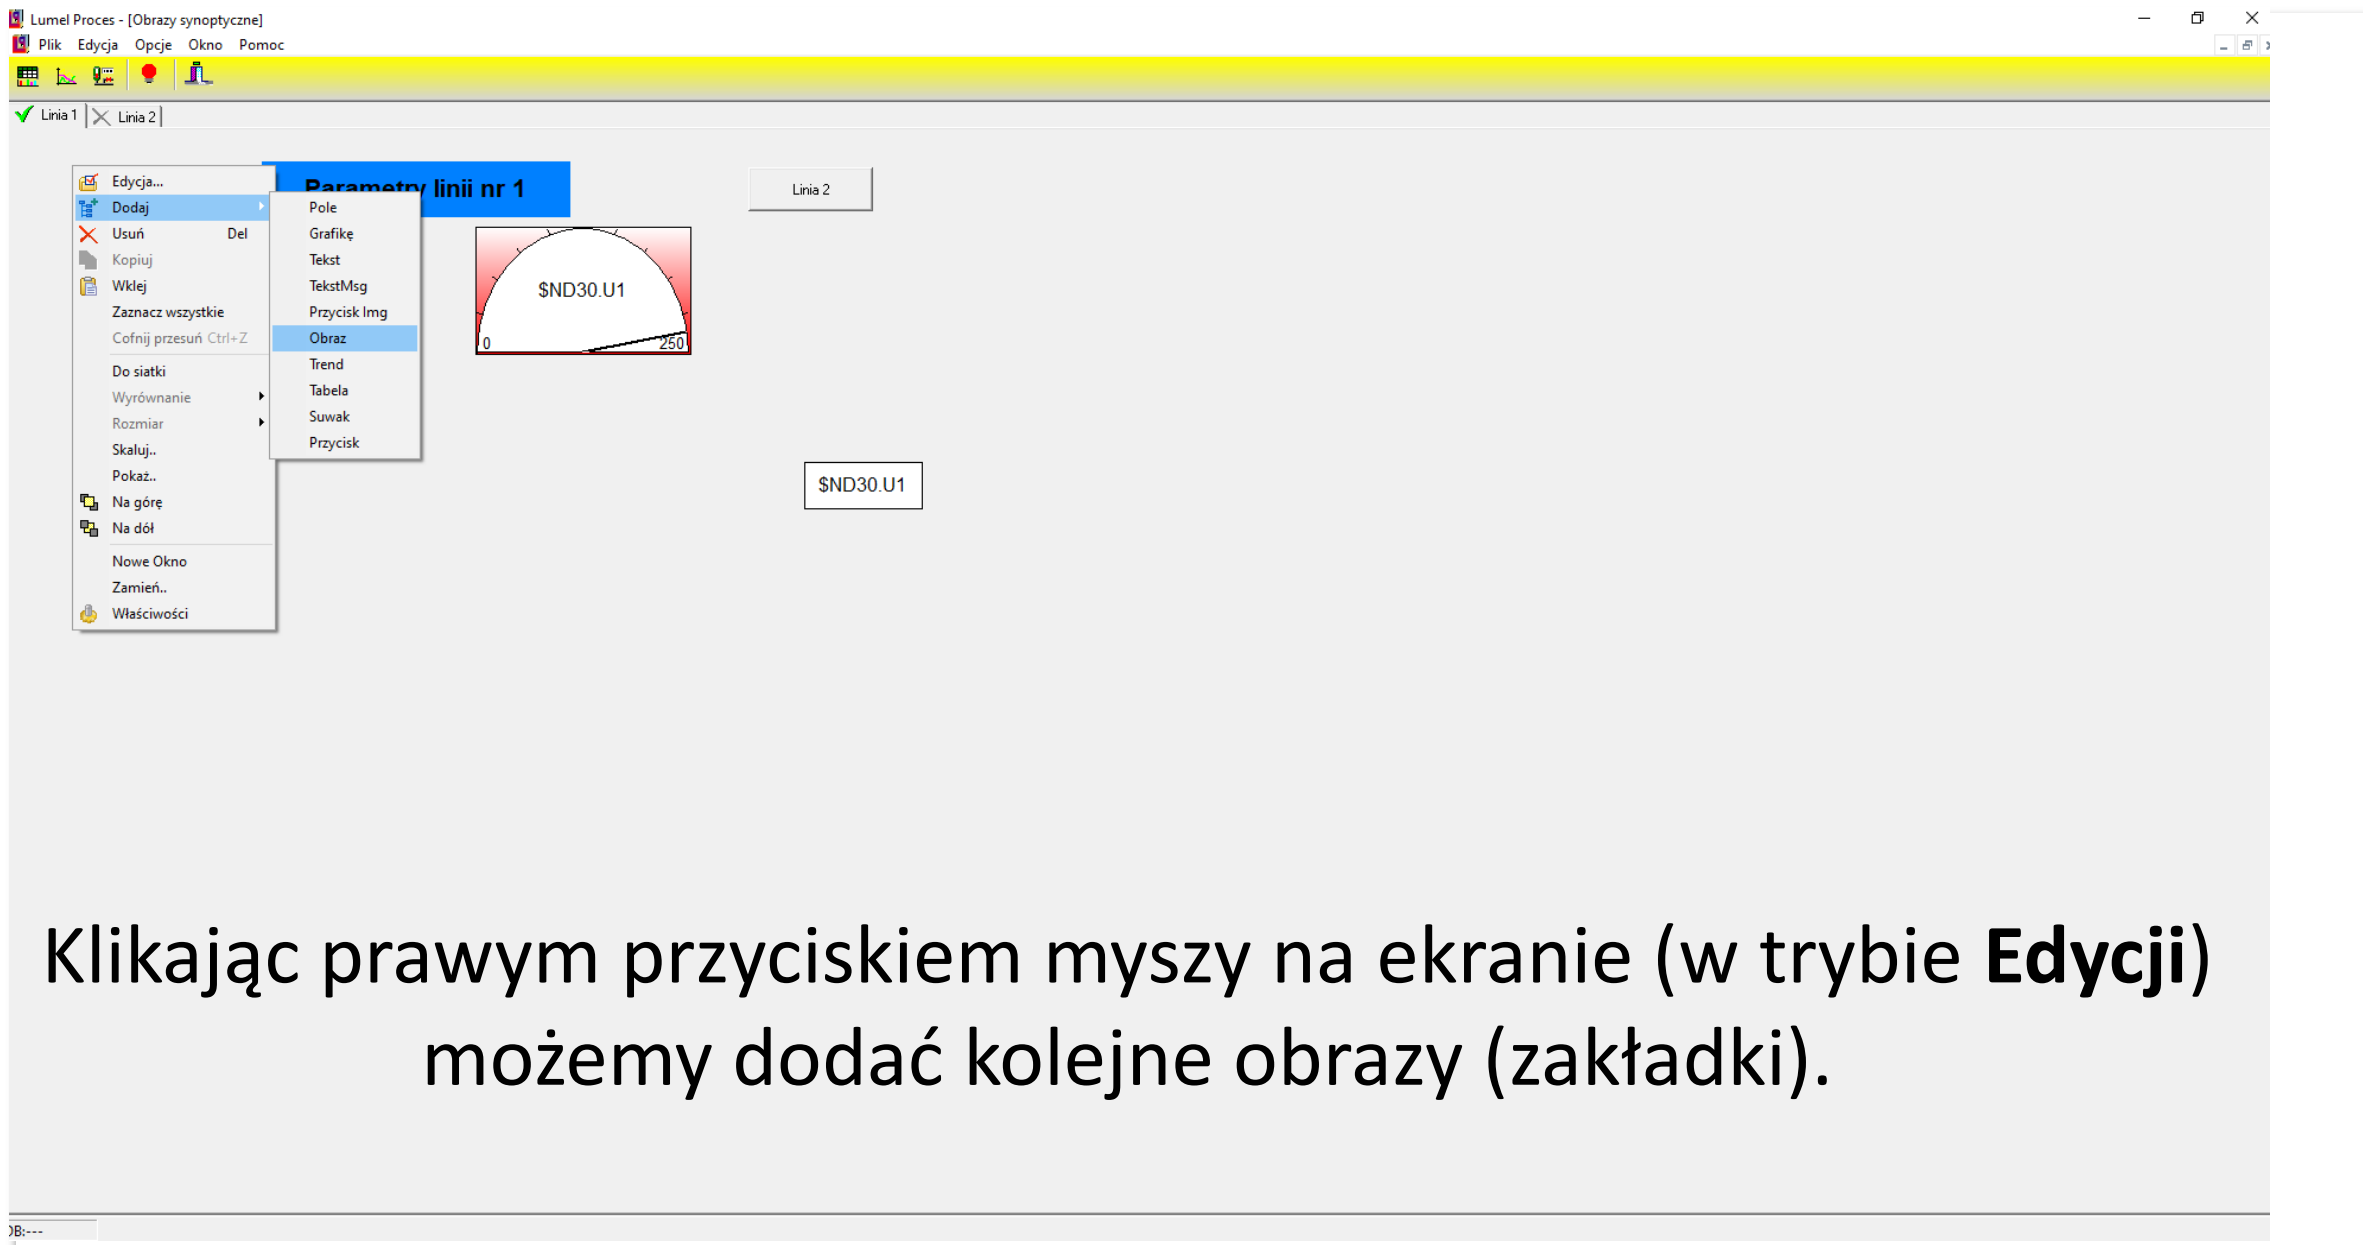 Lumel Proces - [Obrazy synoptyczne]
Plik Edycja Opcje Okno Pomoc
Linia 1 Linia 2
Parametry linii nr 1
Linia 2
Edycja...
Dodaj
Usuń Del
Kopiuj
Wklej
Zaznacz wszystkie
Cofnij przesuń Ctrl+Z
Do siatki
Wyrównanie
Rozmiar
Skaluj..
Pokaż..
Na górę
Na dół
Nowe Okno
Zamień..
Właściwości
Pole
Grafikę
Tekst
TekstMsg
Przycisk Img
Obraz
Trend
Tabela
Suwak
Przycisk
$ND30.U1
0 250
$ND30.U1
Klikając prawym przyciskiem myszy na ekranie (w trybie Edycji)
możemy dodać kolejne obrazy (zakładki).
DB:---